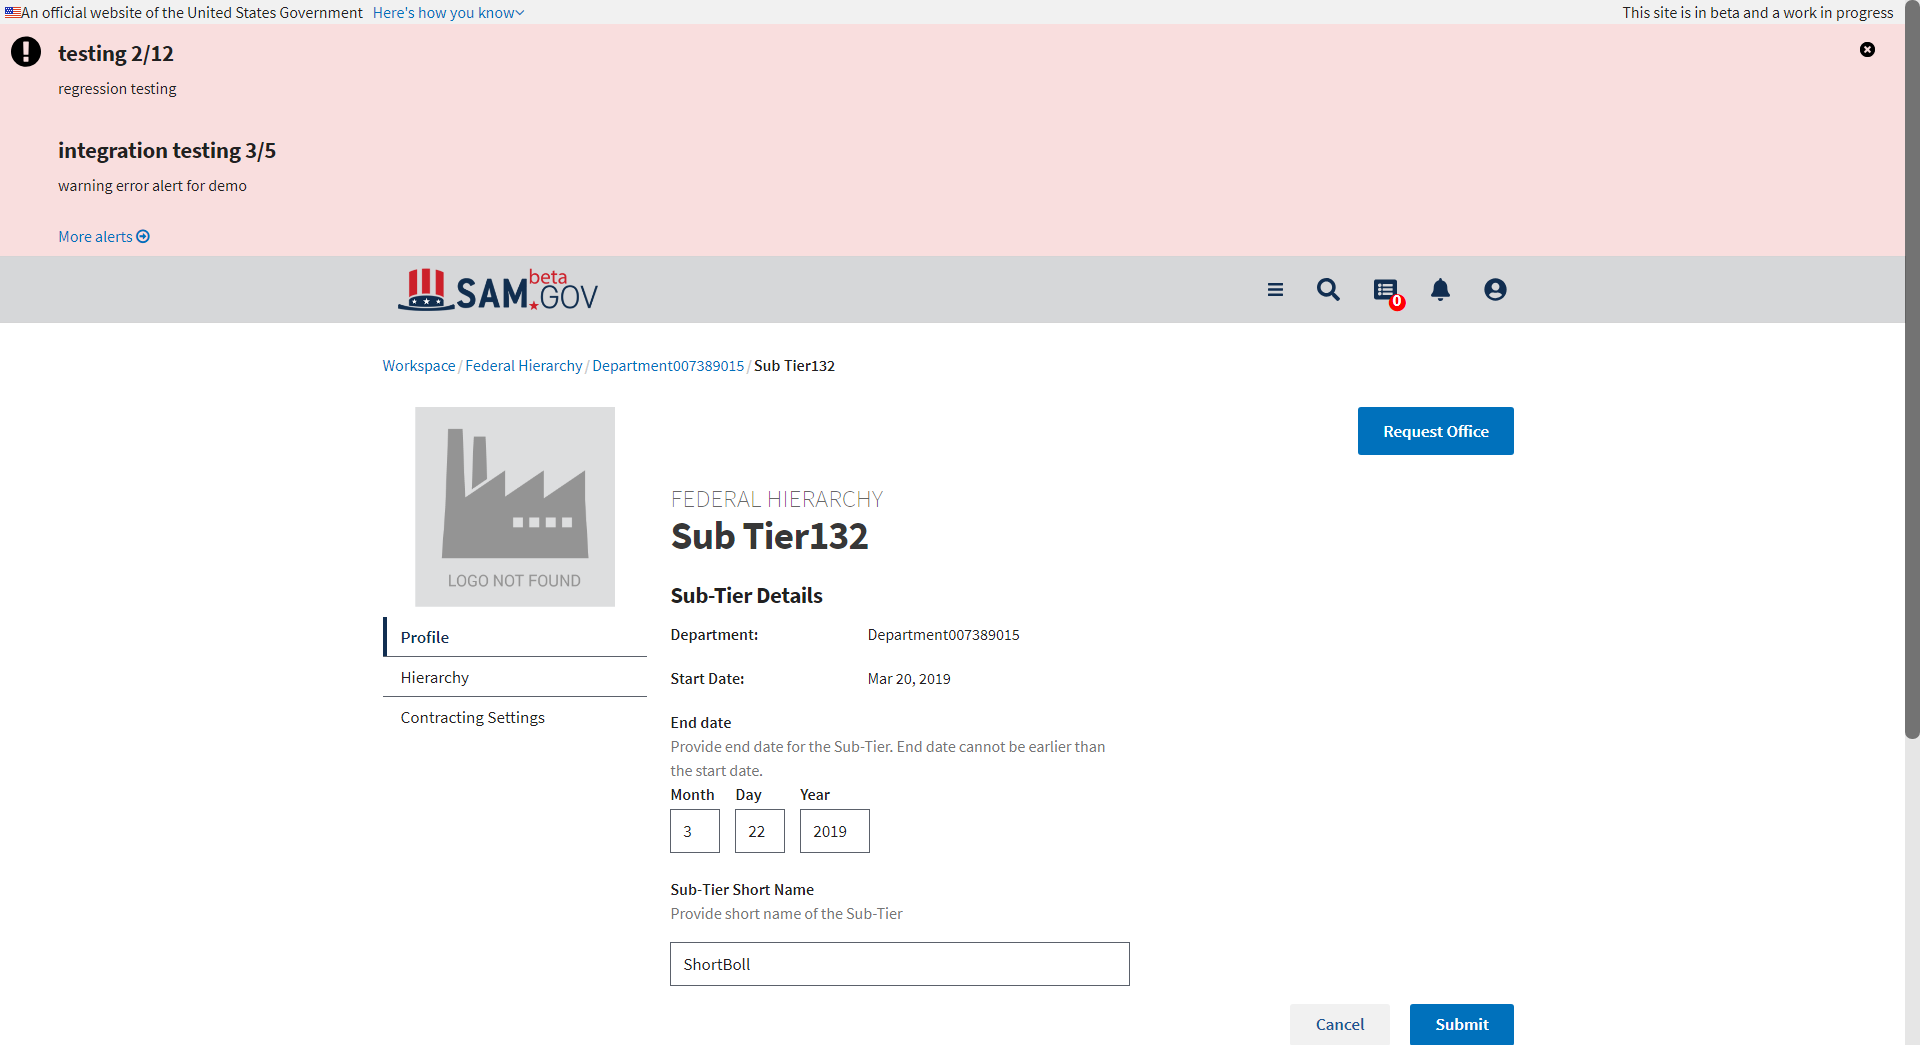 An official website of the United States Government Here's how you know
This site is in beta and a work in progress
testing 2/12
regression testing
integration testing 3/5
warning error alert for demo
More alerts
SAM beta .GOV
0
Workspace / Federal Hierarchy / Department007389015 / Sub Tier132
LOGO NOT FOUND
Request Office
Profile
Hierarchy
Contracting Settings
FEDERAL HIERARCHY
Sub Tier132
Sub-Tier Details
Department: Department007389015
Start Date: Mar 20, 2019
End date
Provide end date for the Sub-Tier. End date cannot be earlier than
the start date.
Month Day Year
3 22 2019
Sub-Tier Short Name
Provide short name of the Sub-Tier
ShortBoll
Cancel Submit